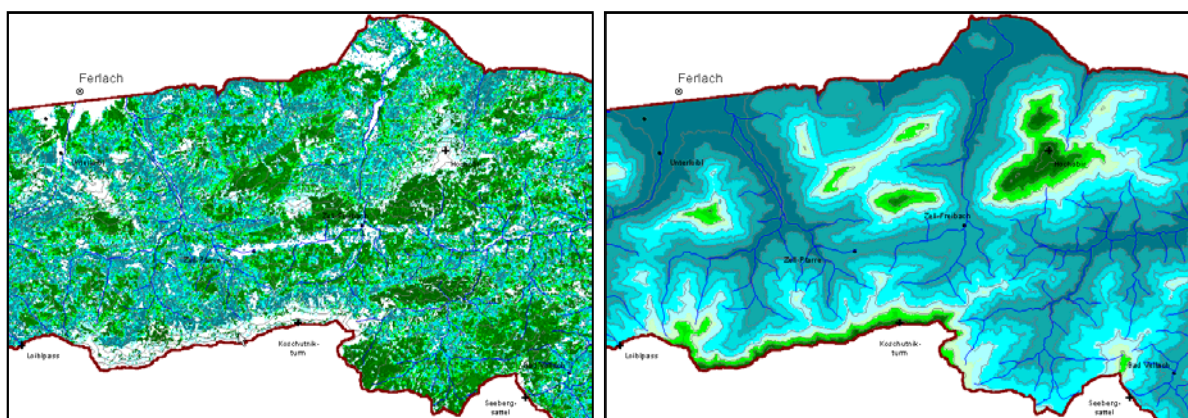 Ferlach
Zell-Pfarre
Loiblpass
Koschutnik-
turm
Seeberg-
sattel
Ferlach
Unterloibl
Hochobir
Zell-Freibach
Zell-Pfarre
Loiblpass
Koschutnik-
turm
Bad Vellach
Seeberg-
sattel